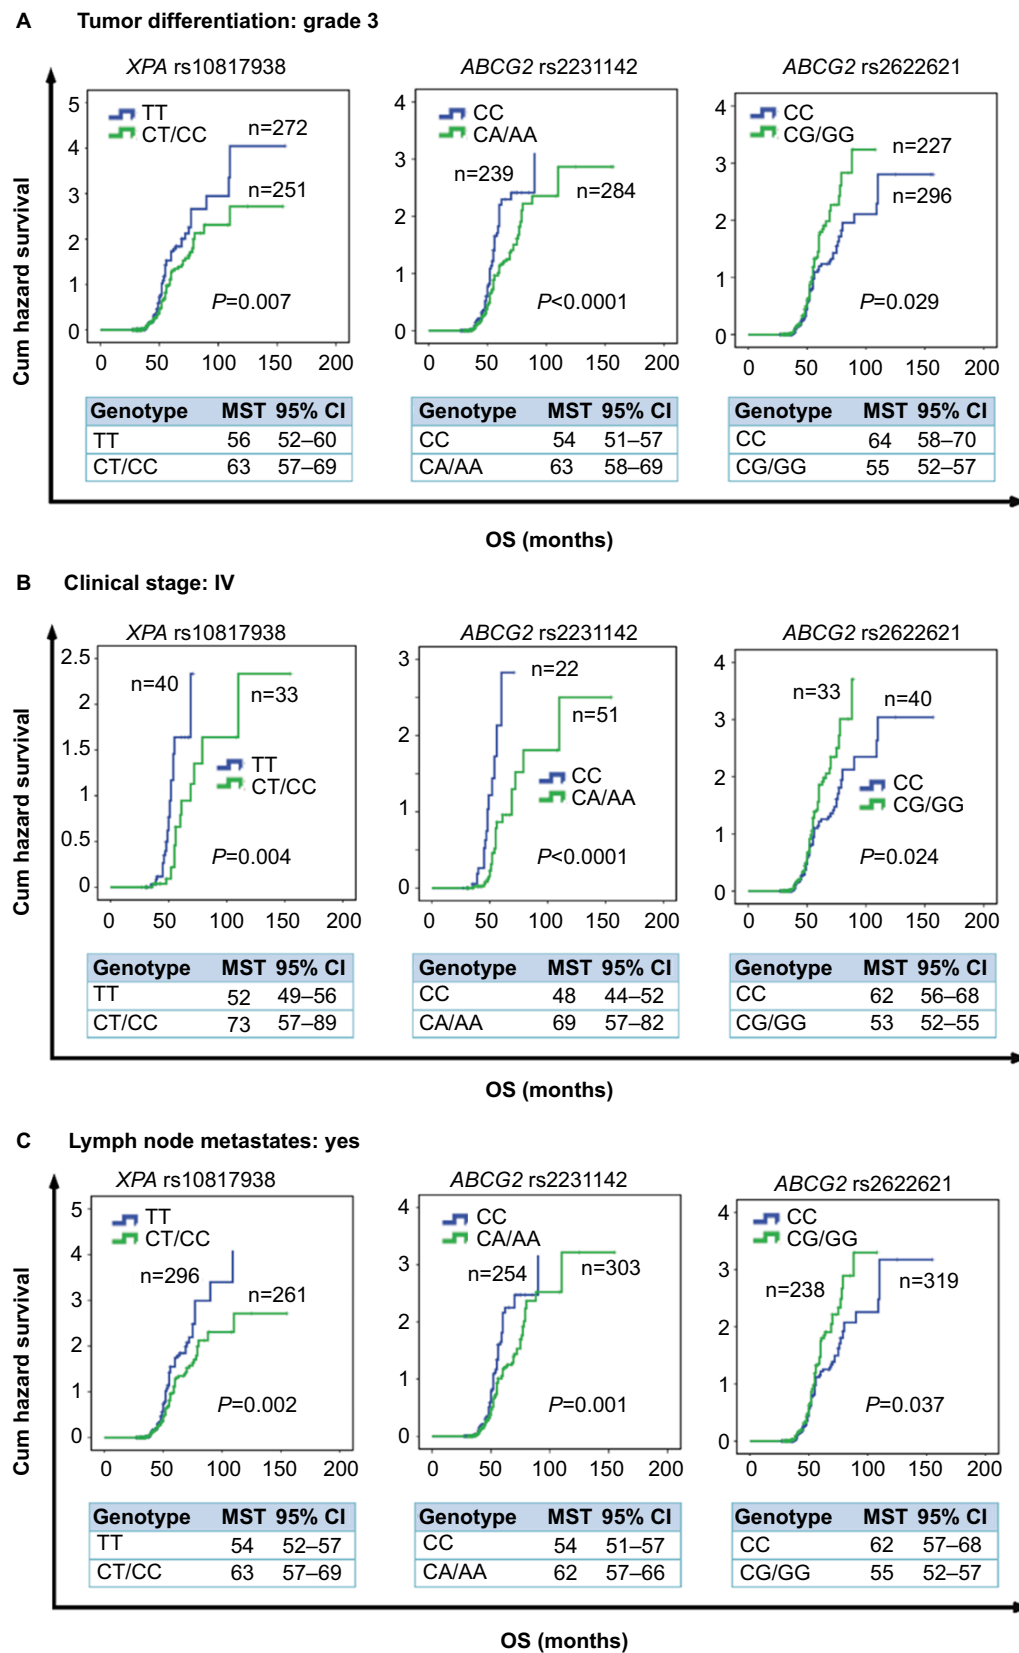 A Tumor differentiation: grade 3
Cum hazard survival
XPA rs10817938
5
4
3
2
1
0
TT
CT/CC
n=272
n=251
P=0.007
0 50 100 150 200
Genotype MST 95% CI
TT 56 52–60
CT/CC 63 57–69
ABCG2 rs2231142
4
3
2
1
0
CC
CA/AA
n=239
n=284
P<0.0001
0 50 100 150 200
Genotype MST 95% CI
CC 54 51–57
CA/AA 63 58–69
ABCG2 rs2622621
4
3
2
1
0
CC
CG/GG
n=227
n=296
P=0.029
0 50 100 150 200
Genotype MST 95% CI
CC 64 58–70
CG/GG 55 52–57
OS (months)
B Clinical stage: IV
Cum hazard survival
XPA rs10817938
2.5
2
1.5
1
0.5
0
n=40
n=33
TT
CT/CC
P=0.004
0 50 100 150 200
Genotype MST 95% CI
TT 52 49–56
CT/CC 73 57–89
ABCG2 rs2231142
3
2
1
0
n=22
n=51
CC
CA/AA
P<0.0001
0 50 100 150 200
Genotype MST 95% CI
CC 48 44–52
CA/AA 69 57–82
ABCG2 rs2622621
4
3
2
1
0
n=33
n=40
CC
CG/GG
P=0.024
0 50 100 150 200
Genotype MST 95% CI
CC 62 56–68
CG/GG 53 52–55
OS (months)
C Lymph node metastates: yes
Cum hazard survival
XPA rs10817938
5
4
3
2
1
0
TT
CT/CC
n=296
n=261
P=0.002
0 50 100 150 200
Genotype MST 95% CI
TT 54 52–57
CT/CC 63 57–69
ABCG2 rs2231142
4
3
2
1
0
CC
CA/AA
n=254
n=303
P=0.001
0 50 100 150 200
Genotype MST 95% CI
CC 54 51–57
CA/AA 62 57–66
ABCG2 rs2622621
4
3
2
1
0
CC
CG/GG
n=238
n=319
P=0.037
0 50 100 150 200
Genotype MST 95% CI
CC 62 57–68
CG/GG 55 52–57
OS (months)